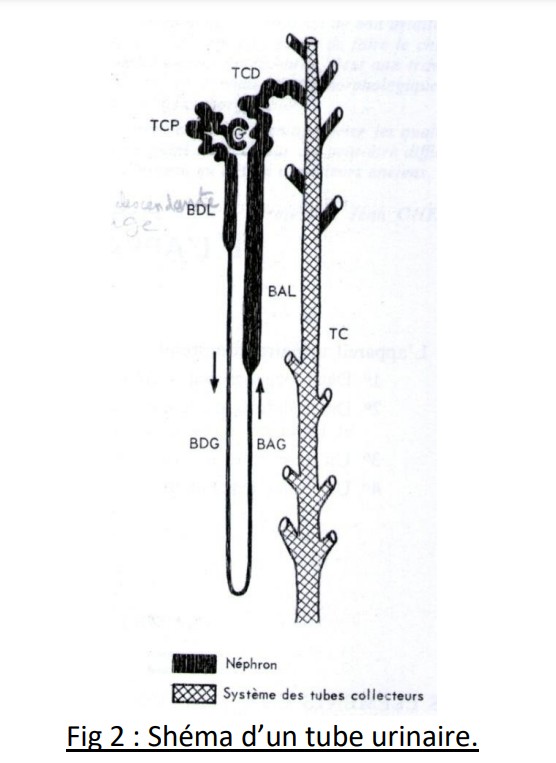 TCD
TCP
G
descendante
BDL
BAL
TC
BDG
BAG
Néphron
Système des tubes collecteurs
Fig 2 : Shéma d’un tube urinaire.